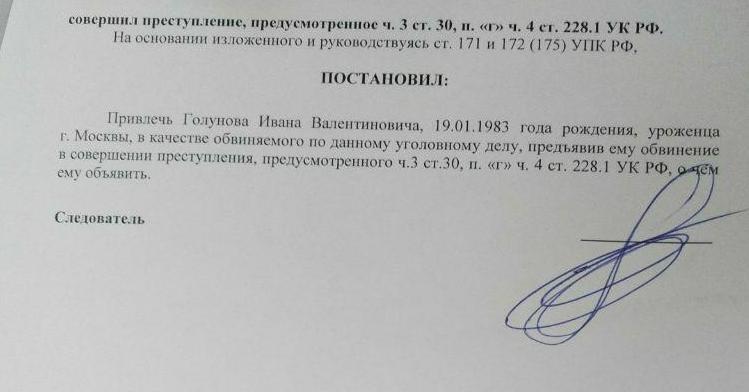 совершил преступление, предусмотренное ч. 3 ст. 30, п. «г» ч. 4 ст. 228.1 УК РФ.
На основании изложенного и руководствуясь ст. 171 и 172 (175) УПК РФ,
ПОСТАНОВИЛ:
Привлечь Голунова Ивана Валентиновича, 19.01.1983 года рождения, уроженца
г. Москвы, в качестве обвиняемого по данному уголовному делу, предъявив ему обвинение
в совершении преступления, предусмотренного ч.3 ст.30, п. «г» ч. 4 ст. 228.1 УК РФ, о чем
ему объявить.
Следователь